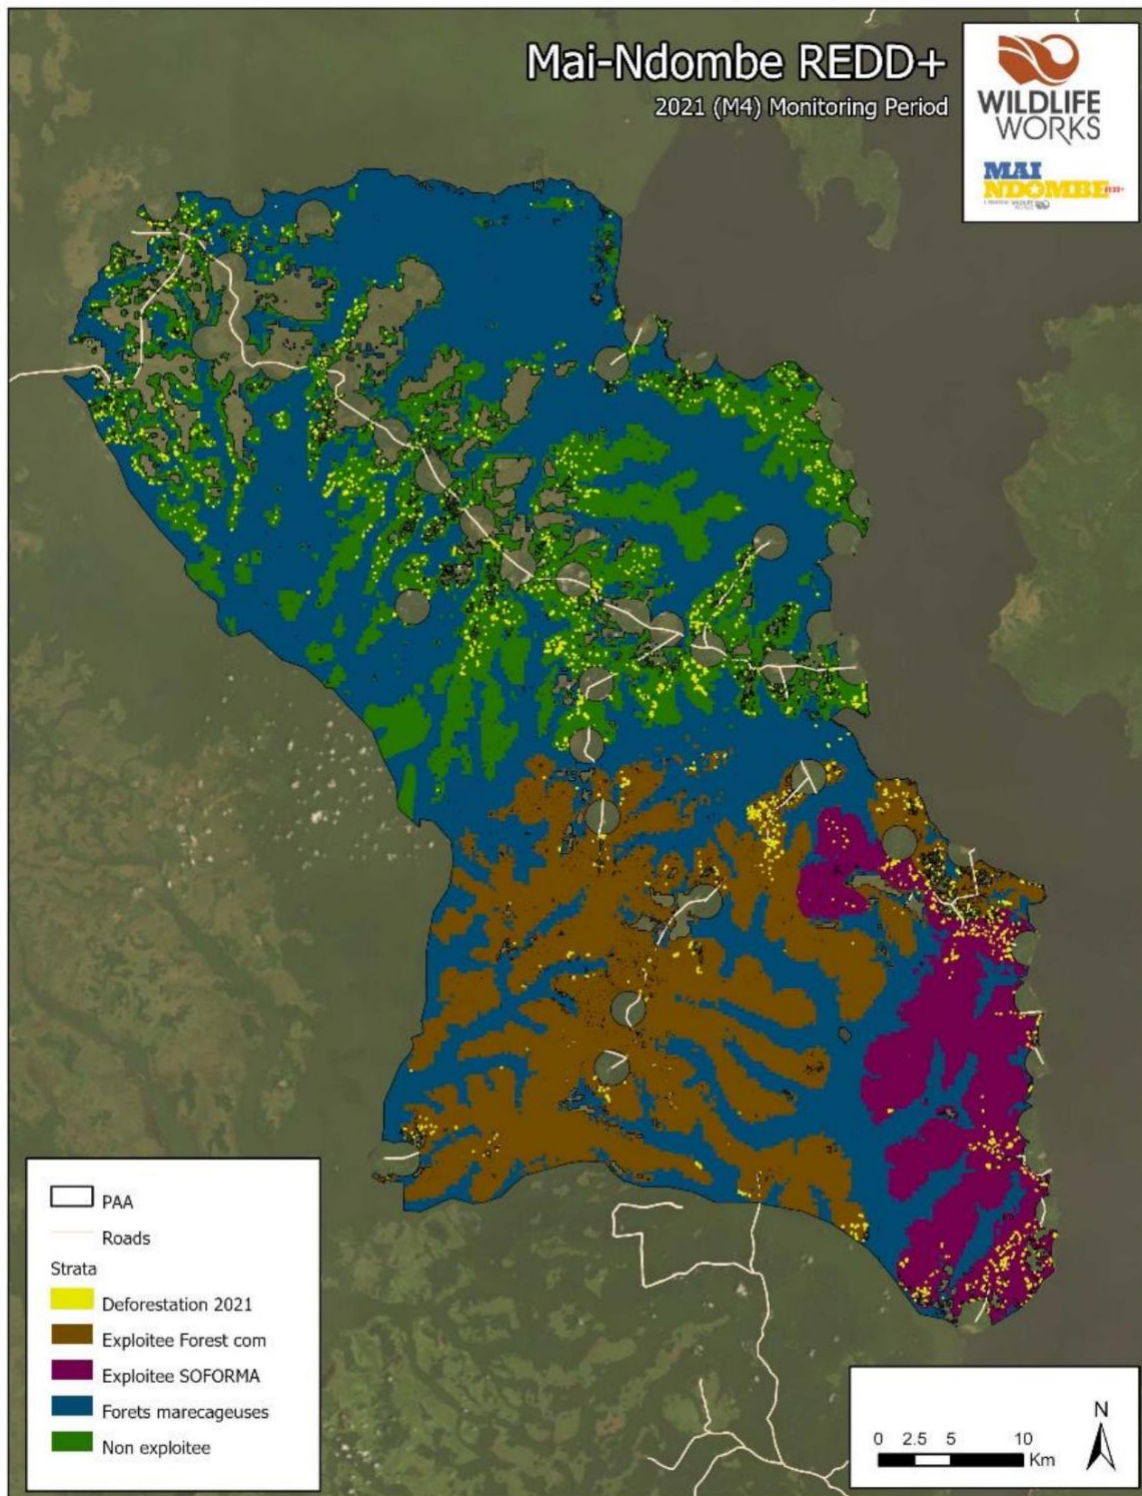 Mai-Ndombe REDD+
2021 (M4) Monitoring Period
WILDLIFE
WORKS
MAI
NDOMBE
PAA
Roads
Strata
Deforestation 2021
Exploitee Forest com
Exploitee SOFORMA
Forets marecageuses
Non exploitee
0 2.5 5 10
Km
N